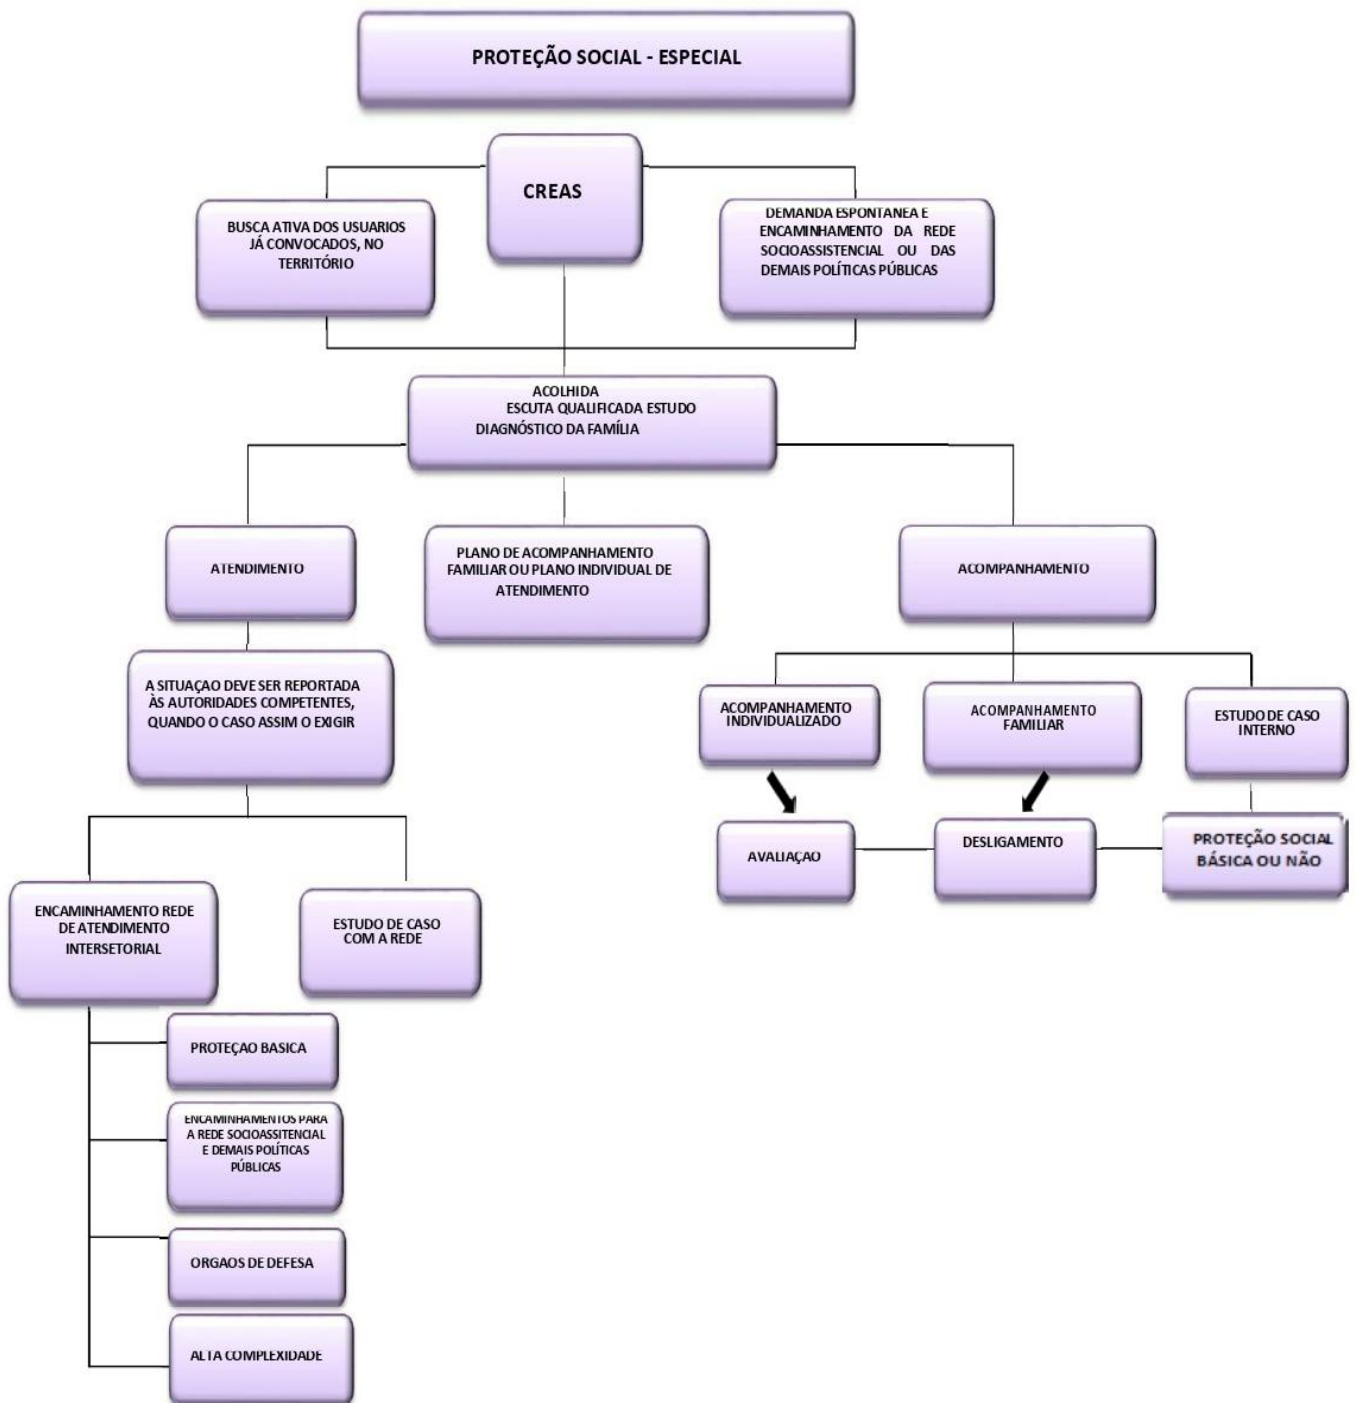 PROTEÇÃO SOCIAL - ESPECIAL
CREAS
BUSCA ATIVA DOS USUARIOS
JÁ CONVOCADOS, NO
TERRITÓRIO
DEMANDA ESPONTANEA E
ENCAMINHAMENTO DA REDE
SOCIOASSISTENCIAL OU DAS
DEMAIS POLÍTICAS PÚBLICAS
ACOLHIDA
ESCUTA QUALIFICADA ESTUDO
DIAGNÓSTICO DA FAMÍLIA
ATENDIMENTO
PLANO DE ACOMPANHAMENTO
FAMILIAR OU PLANO INDIVIDUAL DE
ATENDIMENTO
ACOMPANHAMENTO
A SITUAÇAO DEVE SER REPORTADA
ÀS AUTORIDADES COMPETENTES,
QUANDO O CASO ASSIM O EXIGIR
ACOMPANHAMENTO
INDIVIDUALIZADO
ACOMPANHAMENTO
FAMILIAR
ESTUDO DE CASO
INTERNO
AVALIAÇAO
DESLIGAMENTO
PROTEÇÃO SOCIAL
BÁSICA OU NÃO
ENCAMINHAMENTO REDE
DE ATENDIMENTO
INTERSETORIAL
ESTUDO DE CASO
COM A REDE
PROTEÇAO BASICA
ENCAMINHAMENTOS PARA
A REDE SOCIOASSITENCIAL
E DEMAIS POLÍTICAS
PÚBLICAS
ORGAOS DE DEFESA
ALTA COMPLEXIDADE